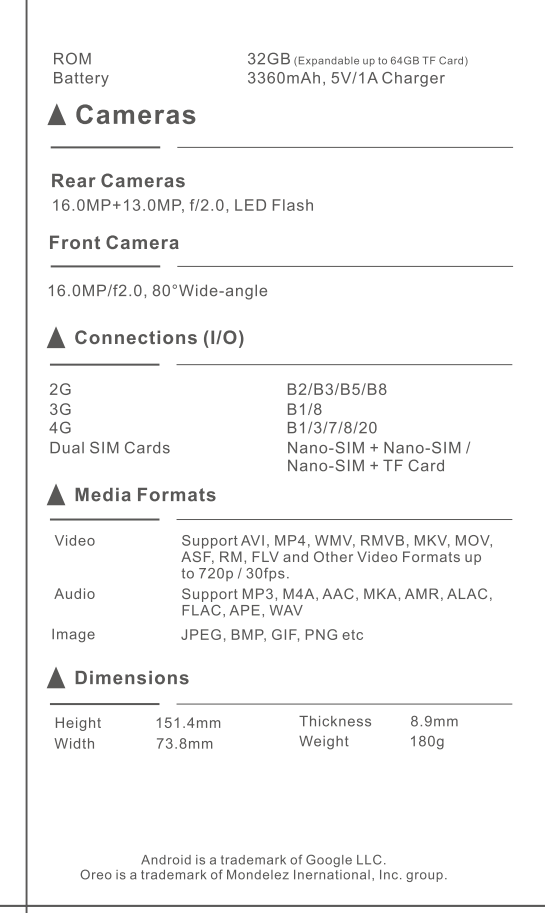 ROM 32GB (Expandable up to 64GB TF Card)
Battery 3360mAh, 5V/1A Charger
Cameras
Rear Cameras
16.0MP+13.0MP, f/2.0, LED Flash
Front Camera
16.0MP/f2.0, 80°Wide-angle
Connections (I/O)
2G B2/B3/B5/B8
3G B1/8
4G B1/3/7/8/20
Dual SIM Cards Nano-SIM + Nano-SIM /
Nano-SIM + TF Card
Media Formats
Video Support AVI, MP4, WMV, RMVB, MKV, MOV,
ASF, RM, FLV and Other Video Formats up
to 720p / 30fps.
Audio Support MP3, M4A, AAC, MKA, AMR, ALAC,
FLAC, APE, WAV
Image JPEG, BMP, GIF, PNG etc
Dimensions
Height 151.4mm Thickness 8.9mm
Width 73.8mm Weight 180g
Android is a trademark of Google LLC.
Oreo is a trademark of Mondelez Inernational, Inc. group.